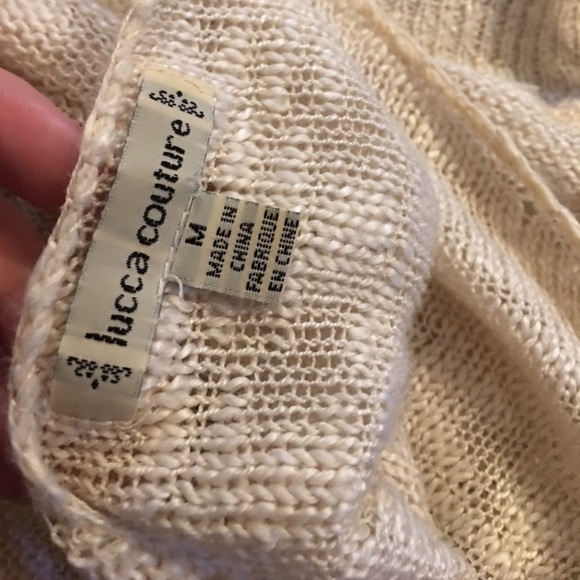 lucca couture
M
MADE IN
CHINA
FABRIQUE
EN CHINE